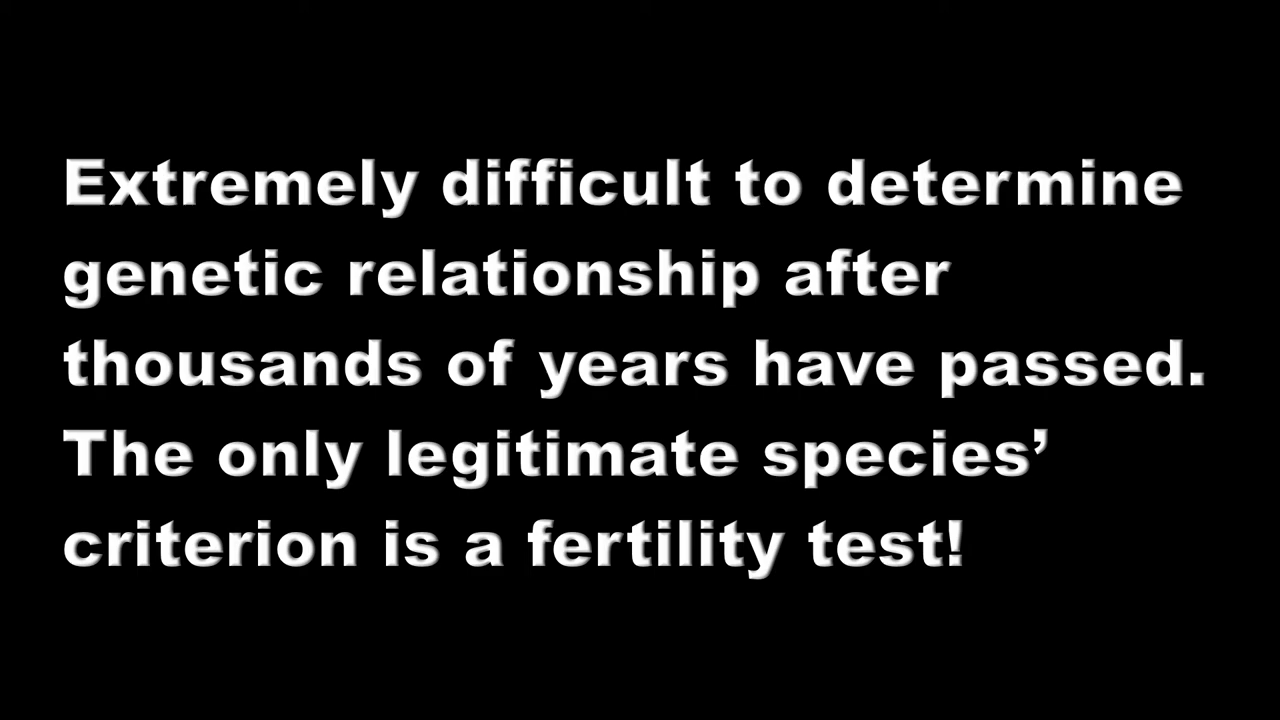 Extremely difficult to determine
genetic relationship after
thousands of years have passed.
The only legitimate species’
criterion is a fertility test!